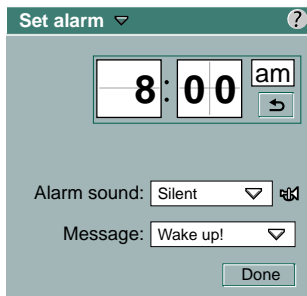 Set alarm ?
8:00 am
Alarm sound: Silent
Message: Wake up!
Done